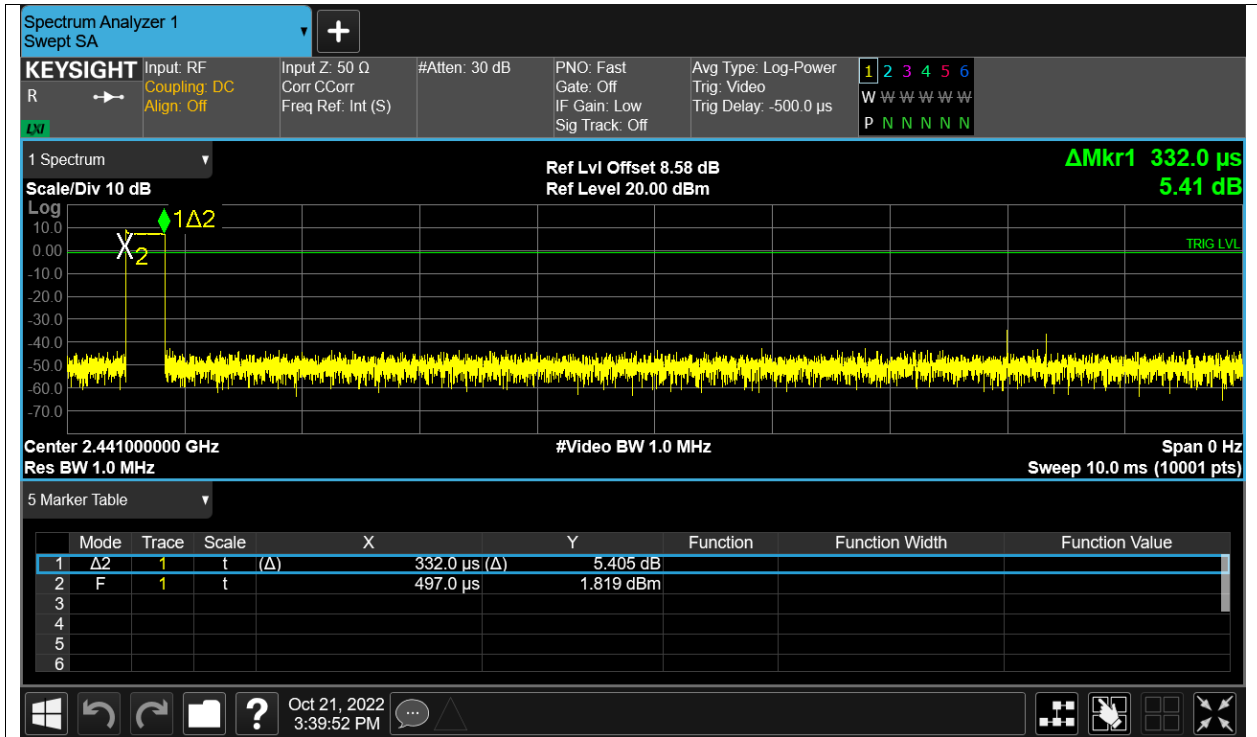 Spectrum Analyzer 1
Swept SA
+
KEYSIGHT Input: RF Input Z: 50 Ω #Atten: 30 dB PNO: Fast Avg Type: Log-Power 1 2 3 4 5 6
R Coupling: DC Corr CCorr Gate: Off Trig: Video W W W W W W
Align: Off Freq Ref: Int (S) IF Gain: Low Trig Delay: -500.0 µs P N N N N N
LXI Sig Track: Off
1 Spectrum Ref Lvl Offset 8.58 dB ΔMkr1 332.0 µs
Scale/Div 10 dB Ref Level 20.00 dBm 5.41 dB
Log
1Δ2
10.0
X2
0.00 TRIG LVL
-10.0
-20.0
-30.0
-40.0
-50.0
-60.0
-70.0
Center 2.441000000 GHz #Video BW 1.0 MHz Span 0 Hz
Res BW 1.0 MHz Sweep 10.0 ms (10001 pts)
5 Marker Table
Mode Trace Scale X Y Function Function Width Function Value
1 Δ2 1 t (Δ) 332.0 µs (Δ) 5.405 dB
2 F 1 t 497.0 µs 1.819 dBm
3
4
5
6
? Oct 21, 2022
3:39:52 PM